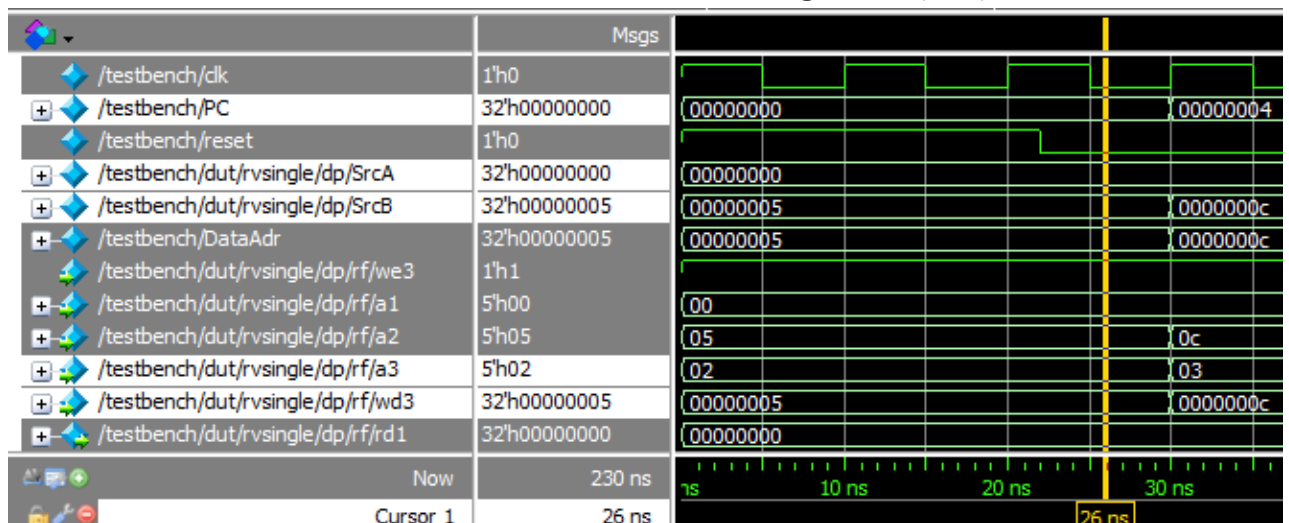 Msgs
/testbench/clk 1'h0
/testbench/PC 32'h00000000 00000000 00000004
/testbench/reset 1'h0
/testbench/dut/rvsingle/dp/SrcA 32'h00000000 00000000
/testbench/dut/rvsingle/dp/SrcB 32'h00000005 00000005 0000000c
/testbench/DataAdr 32'h00000005 00000005 0000000c
/testbench/dut/rvsingle/dp/rf/we3 1'h1
/testbench/dut/rvsingle/dp/rf/a1 5'h00 00
/testbench/dut/rvsingle/dp/rf/a2 5'h05 05 0c
/testbench/dut/rvsingle/dp/rf/a3 5'h02 02 03
/testbench/dut/rvsingle/dp/rf/wd3 32'h00000005 00000005 0000000c
/testbench/dut/rvsingle/dp/rf/rd1 32'h00000000 00000000
Now 230 ns ns 10 ns 20 ns 30 ns
Cursor 1 26 ns 26 ns